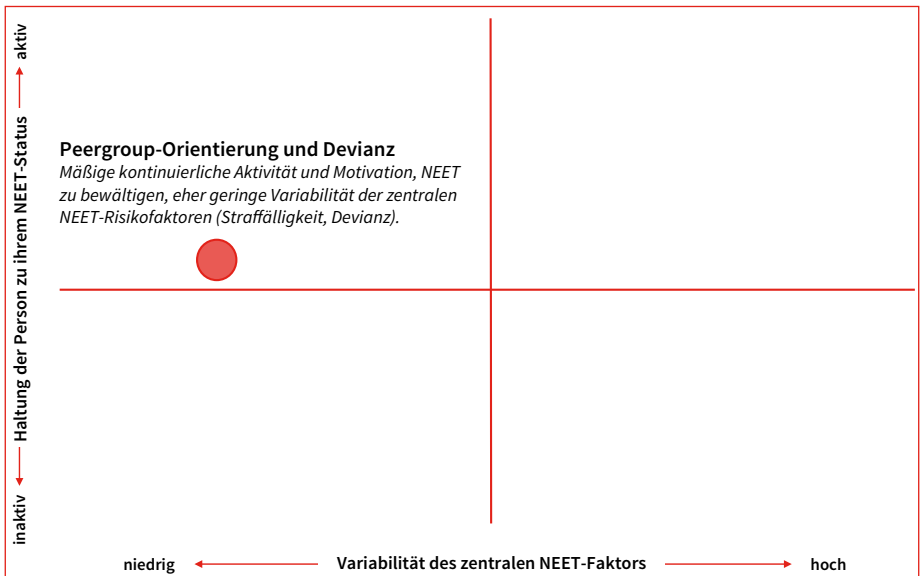 aktiv
Haltung der Person zu ihrem NEET-Status
inaktiv
Peergroup-Orientierung und Devianz
Mäßige kontinuierliche Aktivität und Motivation, NEET
zu bewältigen, eher geringe Variabilität der zentralen
NEET-Risikofaktoren (Straffälligkeit, Devianz).
niedrig
Variabilität des zentralen NEET-Faktors
hoch